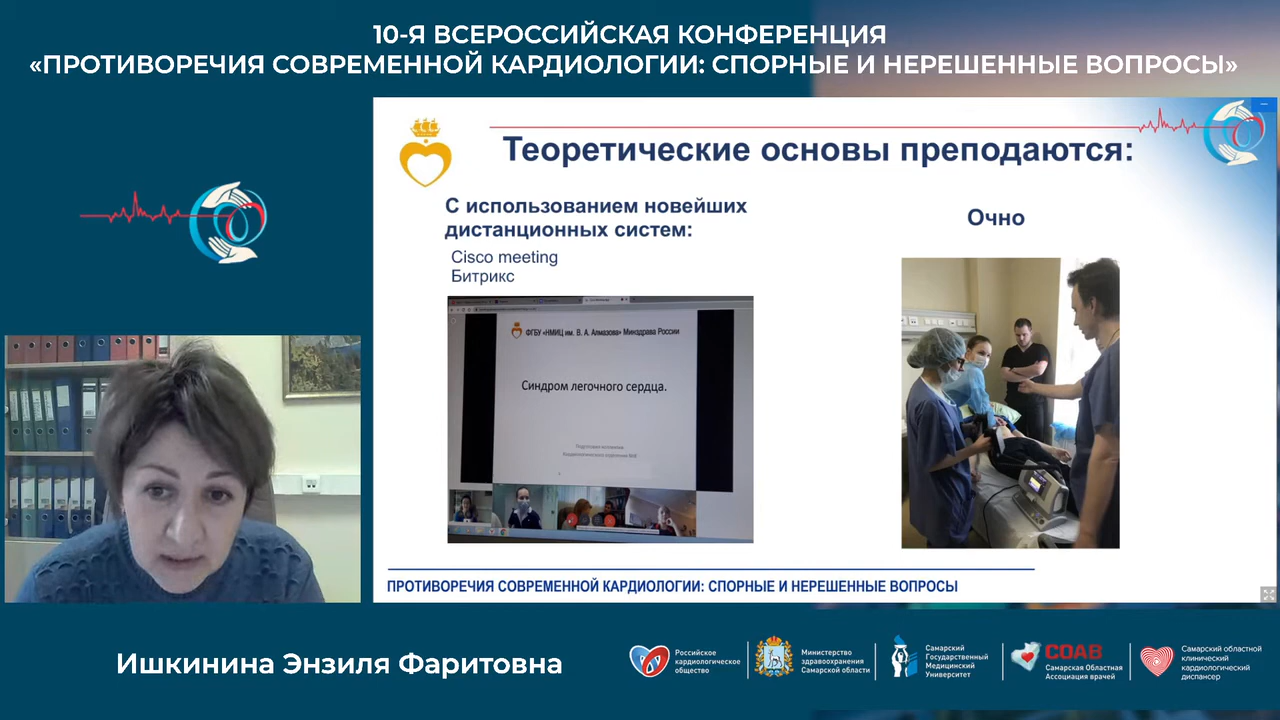 10-Я ВСЕРОССИЙСКАЯ КОНФЕРЕНЦИЯ
«ПРОТИВОРЕЧИЯ СОВРЕМЕННОЙ КАРДИОЛОГИИ: СПОРНЫЕ И НЕРЕШЕННЫЕ ВОПРОСЫ»
Теоретические основы преподаются:
С использованием новейших
дистанционных систем:
Cisco meeting
Битрикс
ФГБУ «НМИЦ им. В. А. Алмазова» Минздрава России
Синдром легочного сердца.
Очно
ПРОТИВОРЕЧИЯ СОВРЕМЕННОЙ КАРДИОЛОГИИ: СПОРНЫЕ И НЕРЕШЕННЫЕ ВОПРОСЫ
Ишкинина Энзиля Фаритовна
Российское
кардиологическое
общество
Министерство
здравоохранения
Самарской области
Самарский
Государственный
Медицинский
Университет
СОАВ
Самарская Областная
Ассоциация врачей
Самарский областной
клинический
кардиологический
диспансер